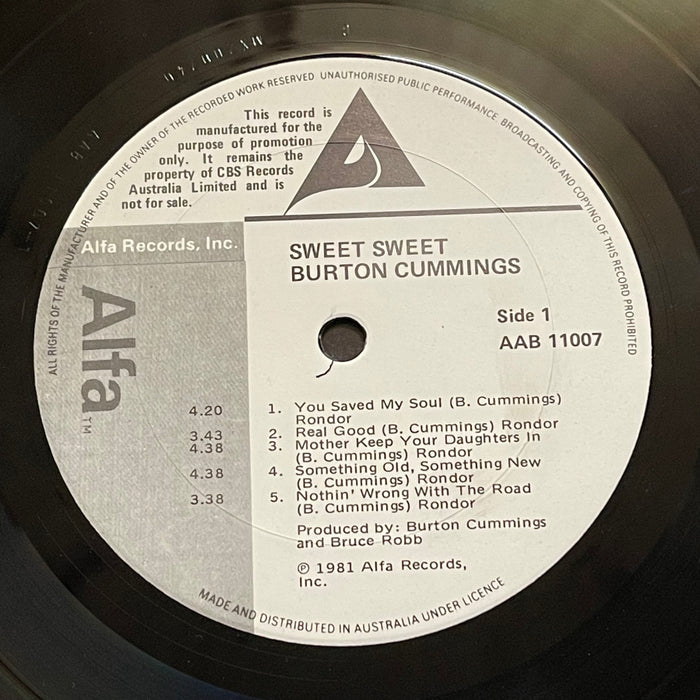 ALL RIGHTS OF THE MANUFACTURER AND OF THE OWNER OF THE RECORDED WORK RESERVED UNAUTHORISED PUBLIC PERFORMANCE BROADCASTING AND COPYING OF THIS RECORD PROHIBITED
This record is
manufactured for the
purpose of promotion
only. It remains the
property of CBS Records
Australia Limited and is
not for sale.
Alfa Records, Inc.
Alfa TM
SWEET SWEET
BURTON CUMMINGS
Side 1
AAB 11007
4.20 1. You Saved My Soul (B. Cummings)
Rondor
3.43 2. Real Good (B. Cummings) Rondor
4.38 3. Mother Keep Your Daughters In
(B. Cummings) Rondor
4.38 4. Something Old, Something New
(B. Cummings) Rondor
3.38 5. Nothin' Wrong With The Road
(B. Cummings) Rondor
Produced by: Burton Cummings
and Bruce Robb
℗ 1981 Alfa Records,
Inc.
MADE AND DISTRIBUTED IN AUSTRALIA UNDER LICENCE